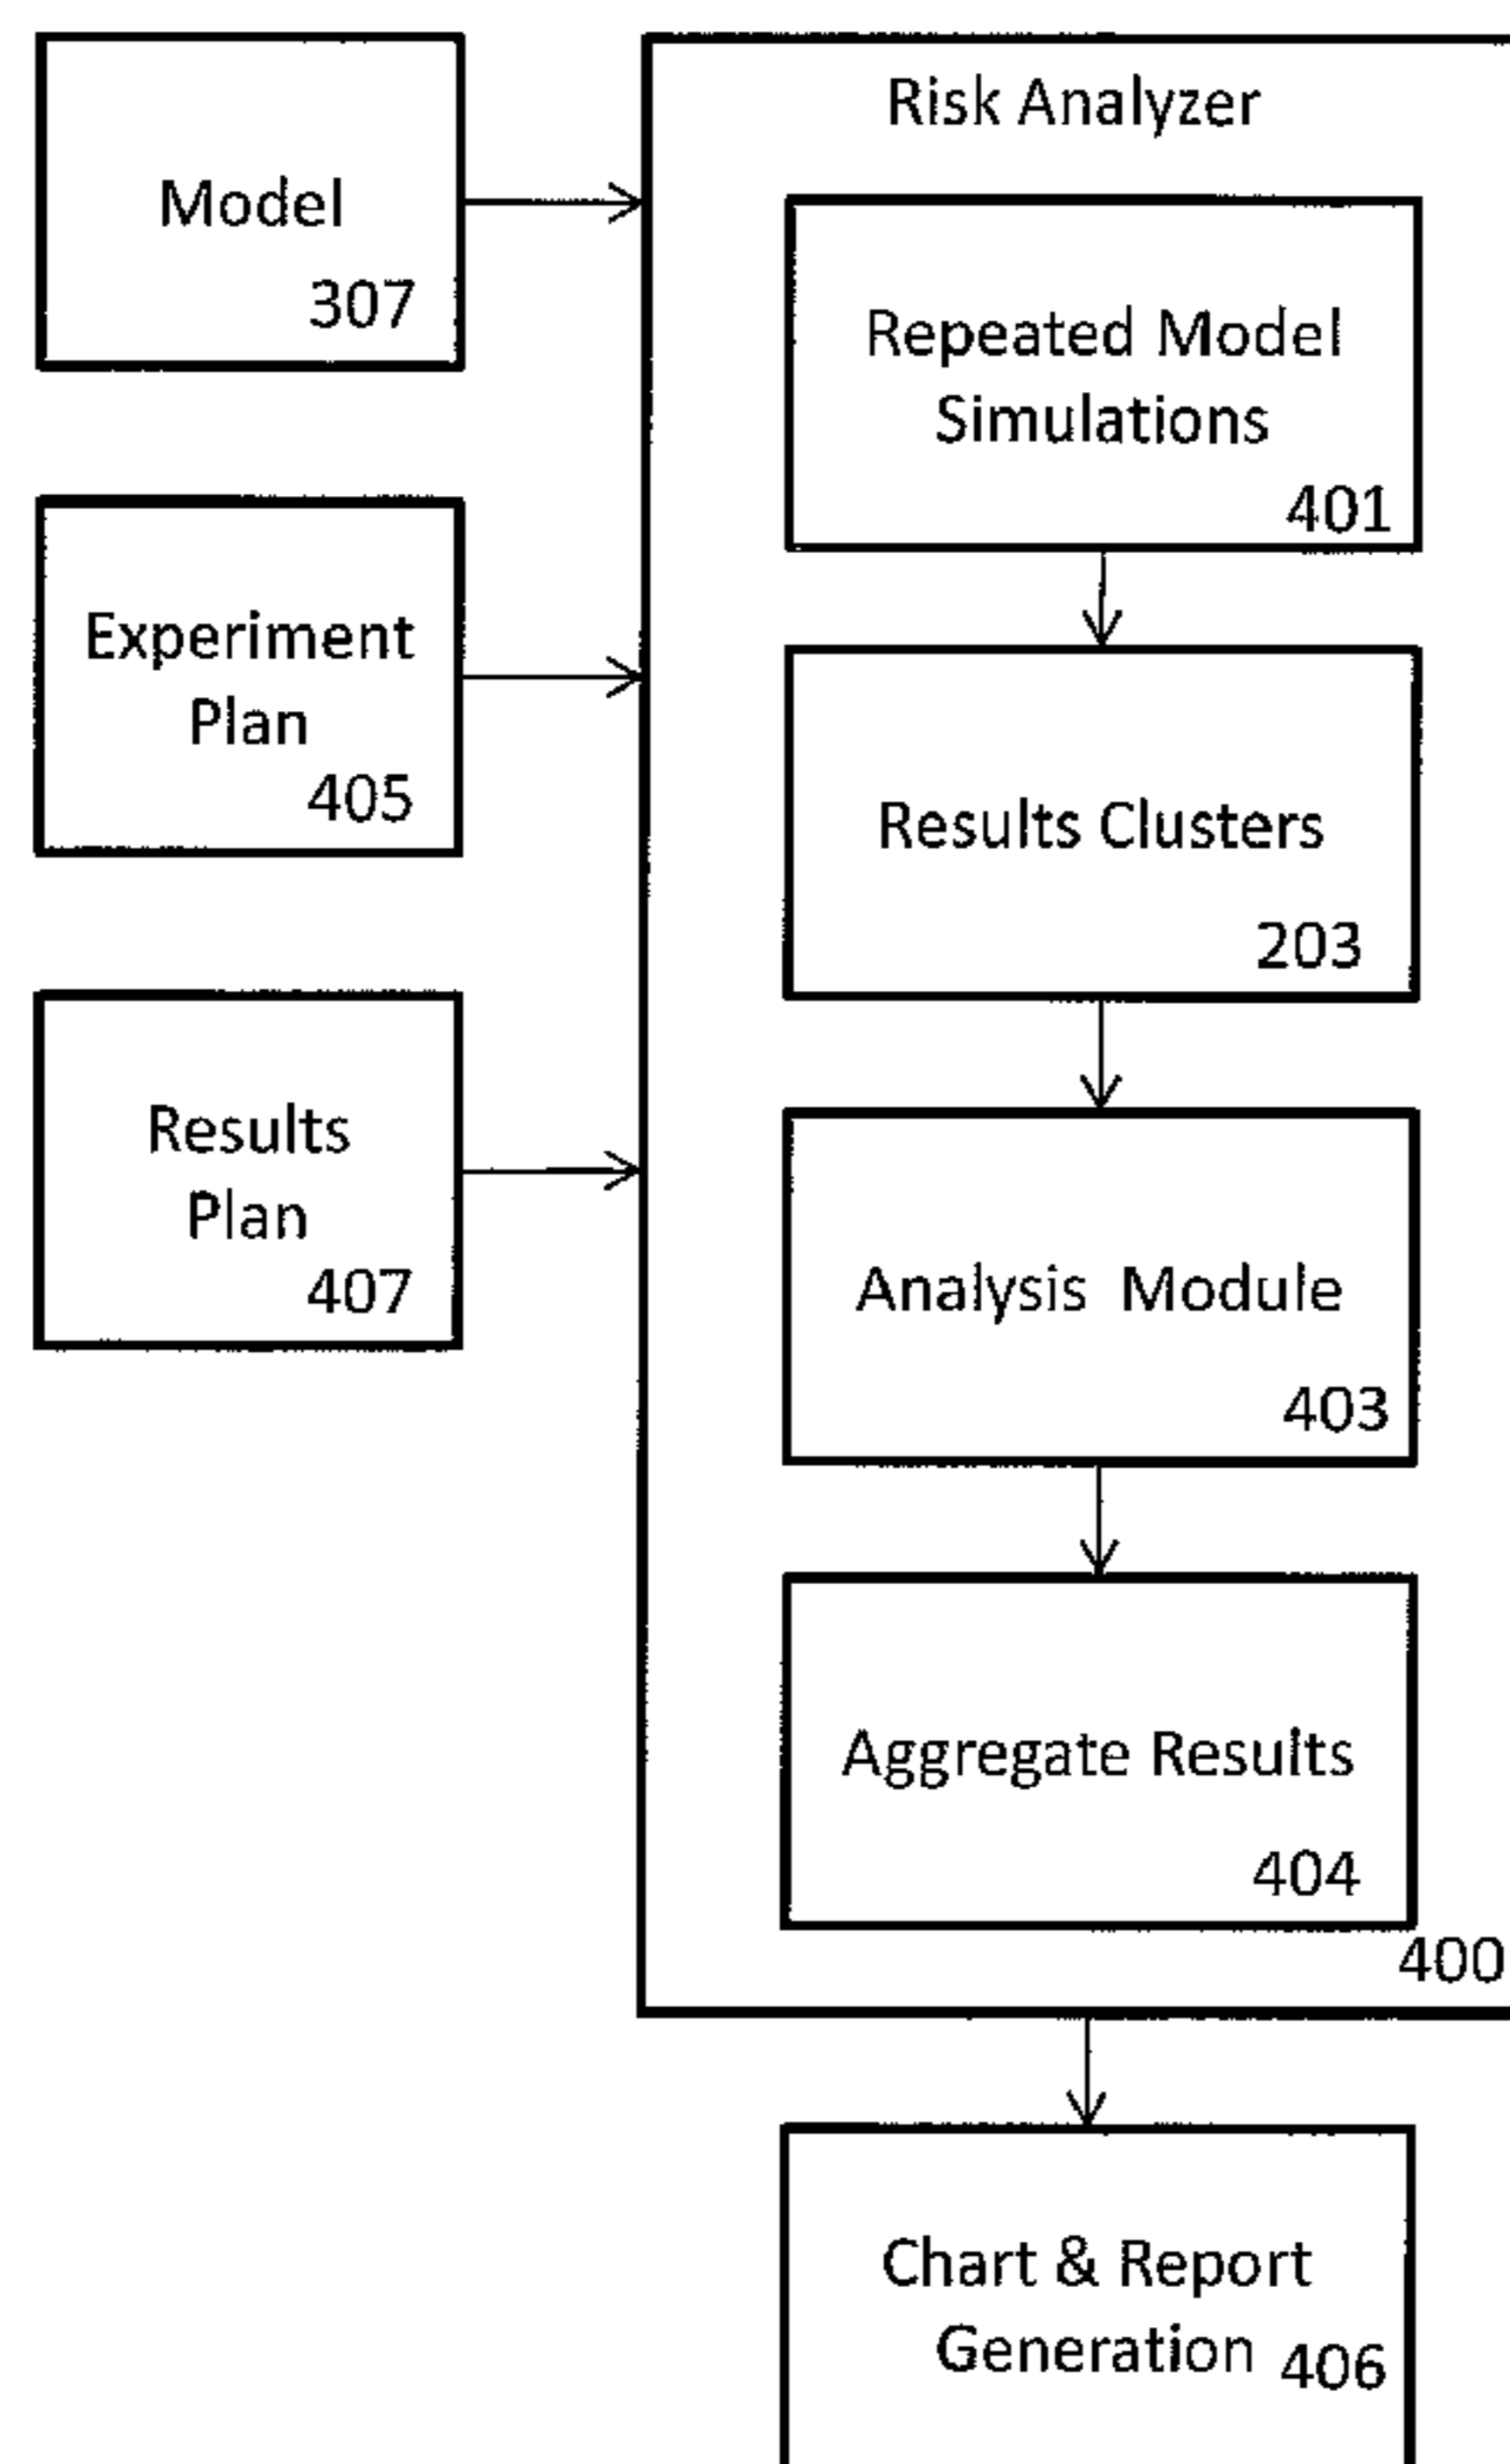 Model
307
Experiment
Plan
405
Results
Plan
407
Risk Analyzer
Repeated Model
Simulations
401
Results Clusters
203
Analysis Module
403
Aggregate Results
404
400
Chart & Report
Generation 406